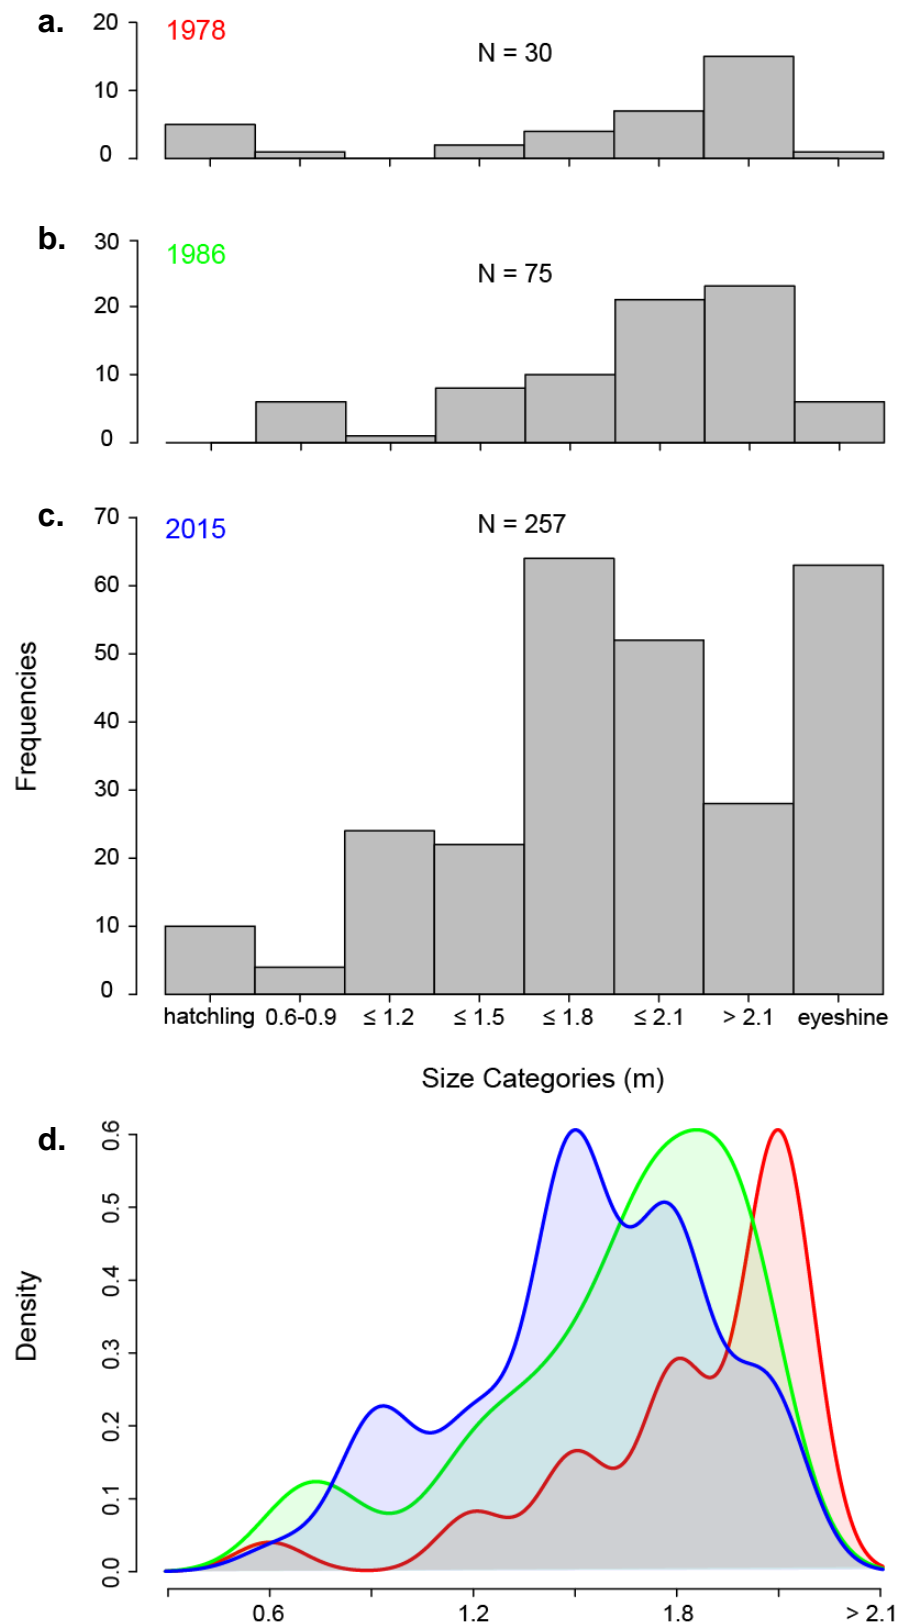 a.
1978
N = 30
20
10
0
b.
1986
N = 75
30
20
10
0
c.
2015
N = 257
70
60
50
40
30
20
10
0
Frequencies
hatchling 0.6-0.9 ≤ 1.2 ≤ 1.5 ≤ 1.8 ≤ 2.1 > 2.1 eyeshine
Size Categories (m)
d.
0.6
0.5
0.4
0.3
0.2
0.1
0.0
Density
0.6 1.2 1.8 > 2.1